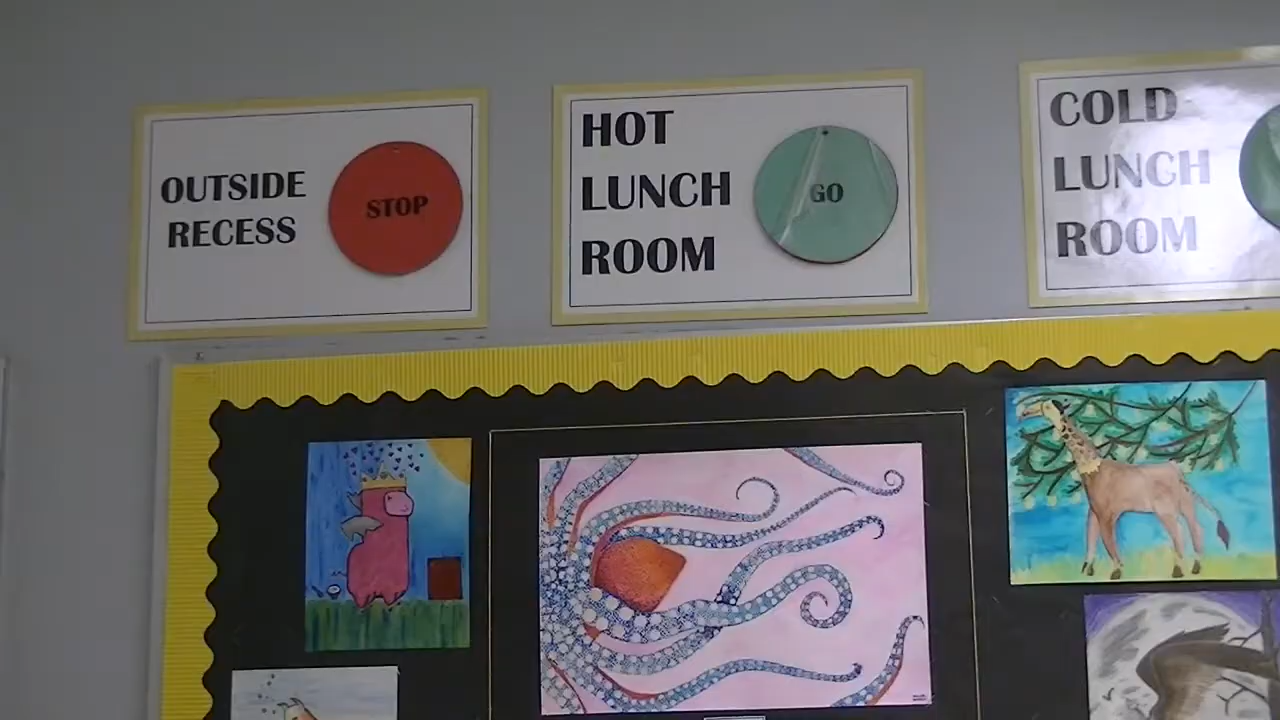 OUTSIDE
RECESS
STOP
HOT
LUNCH
ROOM
GO
COLD
LUNCH
ROOM